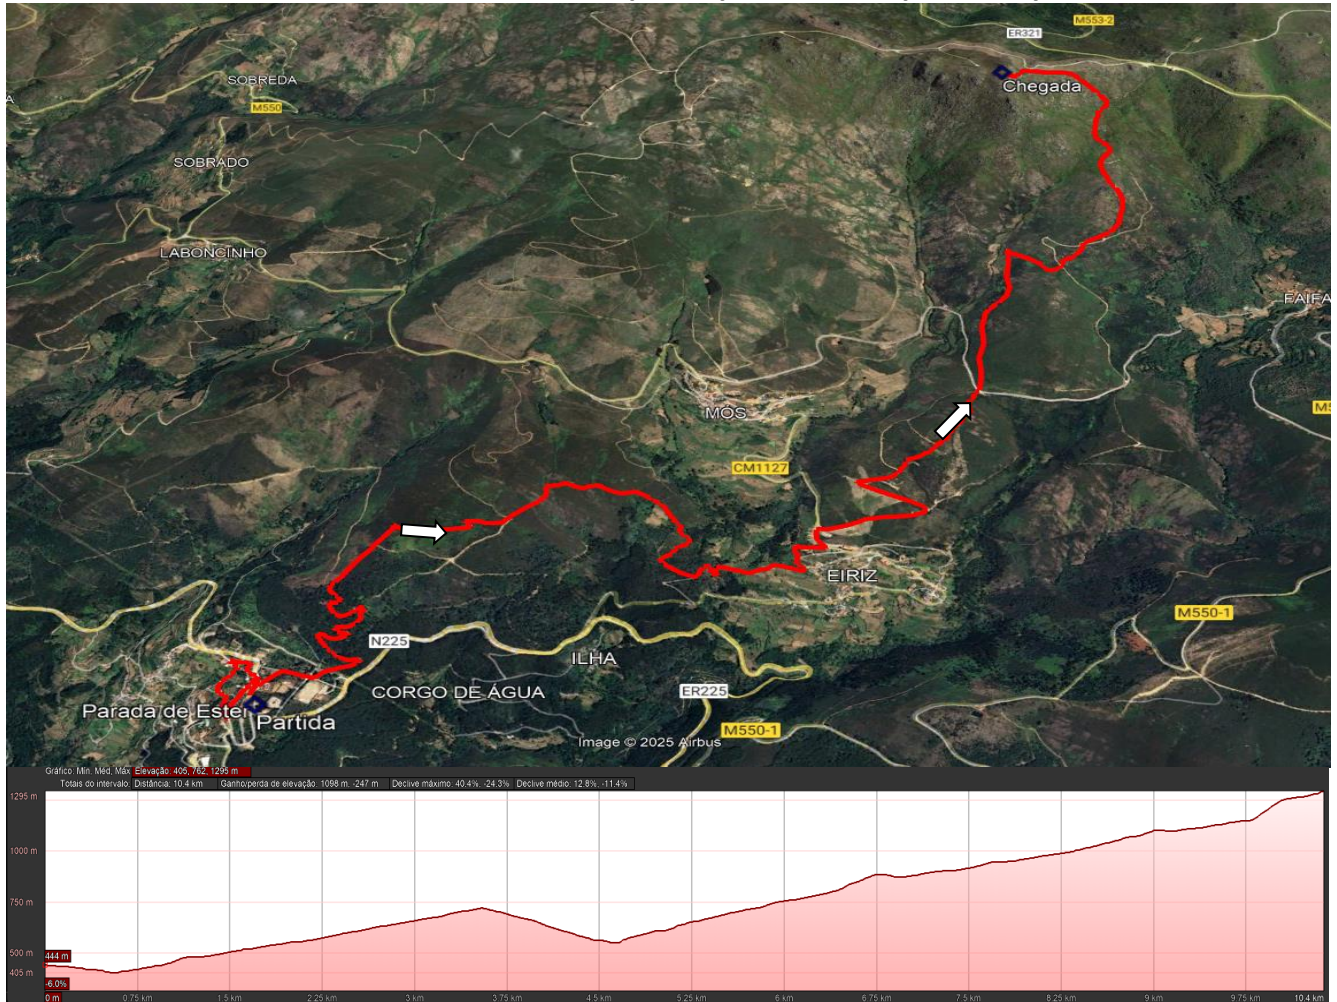 M553-2
ER321
SOBREDA
Chegada
A
M550
SOBRADO
LABONCINHO
FAIFA
MÓS
CM1127
EIRIZ
M550-1
N225
ILHA
CORGO DE ÁGUA
ER225
Parada de Ester
Partida
M550-1
Image © 2025 Airbus
Gráfico: Mín, Méd, Máx Elevação: 405, 762, 1295 m
Totais do intervalo: Distância: 10.4 km Ganho/perda de elevação: 1098 m, -247 m Declive máximo: 40.4%, -24.3% Declive médio: 12.8%, -11.4%
1295 m
1000 m
750 m
500 m
444 m
405 m
-6.0%
0 m 0.75 km 1.5 km 2.25 km 3 km 3.75 km 4.5 km 5.25 km 6 km 6.75 km 7.5 km 8.25 km 9 km 9.75 km 10.4 km